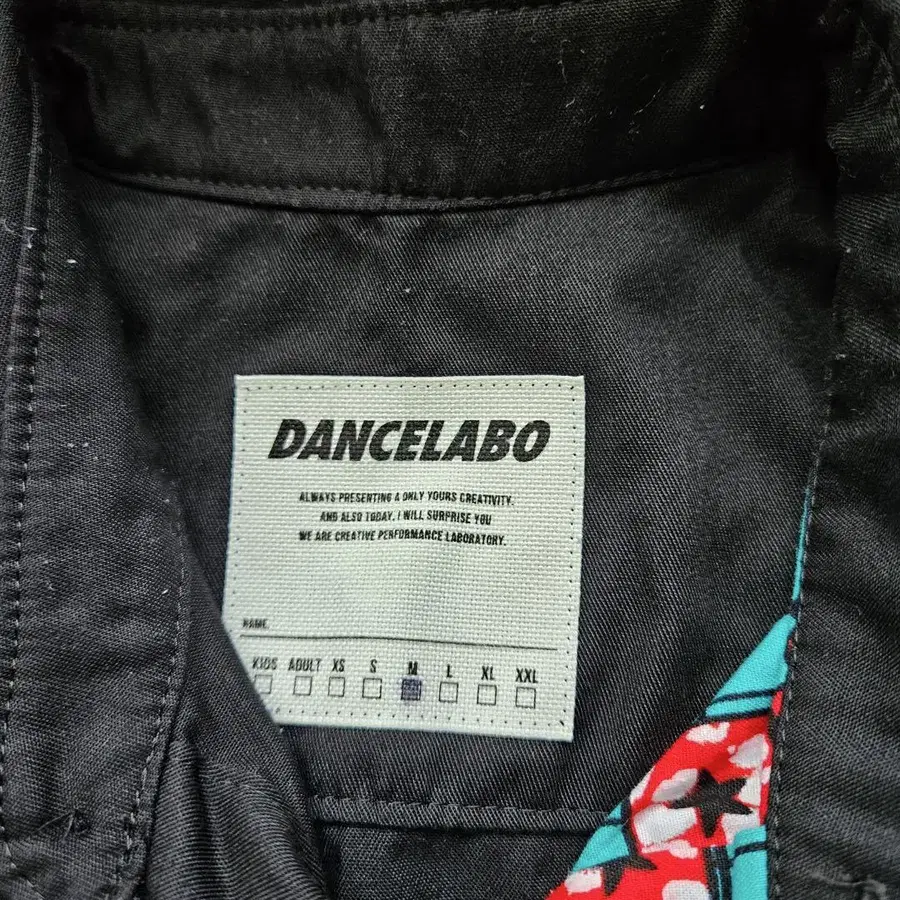 DANCELABO
ALWAYS PRESENTING & ONLY YOURS CREATIVITY.
AND ALSO TODAY, I WILL SURPRISE YOU
WE ARE CREATIVE PERFORMANCE LABORATORY.
NAME.
KIDS ADULT XS S M L XL XXL